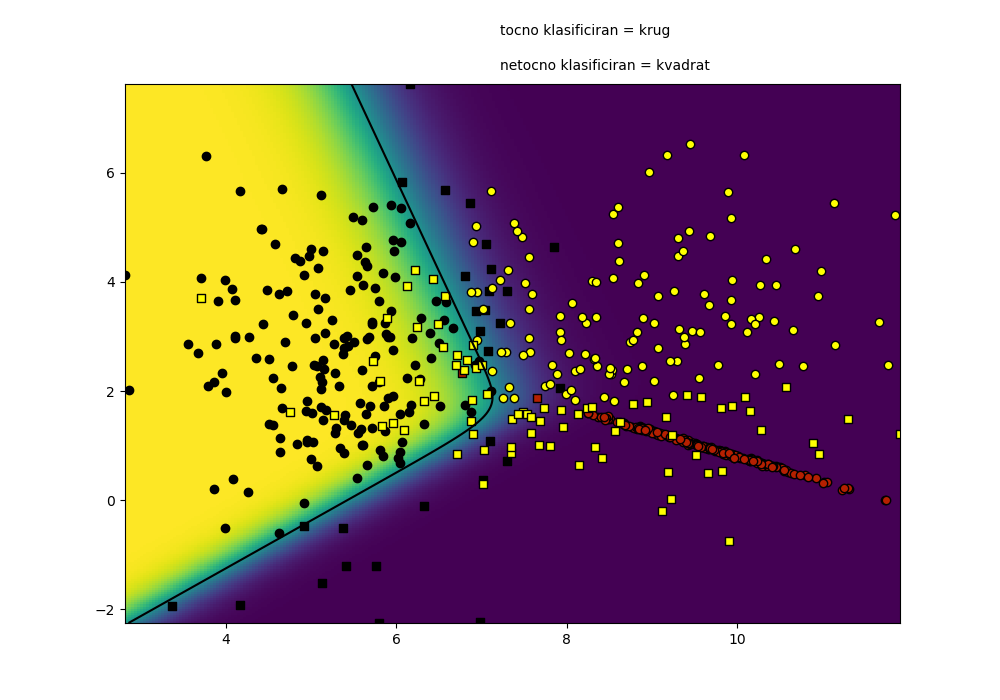 tocno klasificiran = krug
netocno klasificiran = kvadrat
6
4
2
0
−2
4 6 8 10